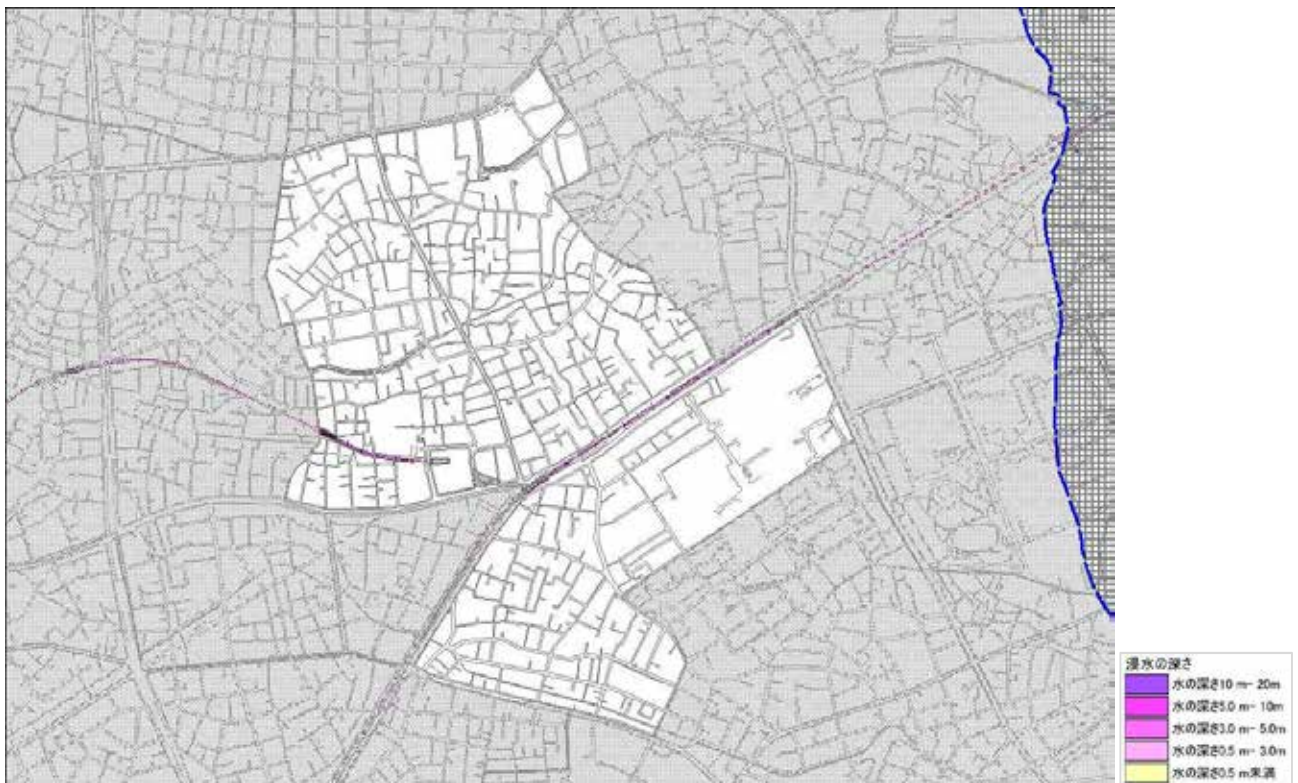 浸水の深さ
水の深さ10 m- 20m
水の深さ5.0 m- 10m
水の深さ3.0 m- 5.0m
水の深さ0.5 m- 3.0m
水の深さ0.5 m未満